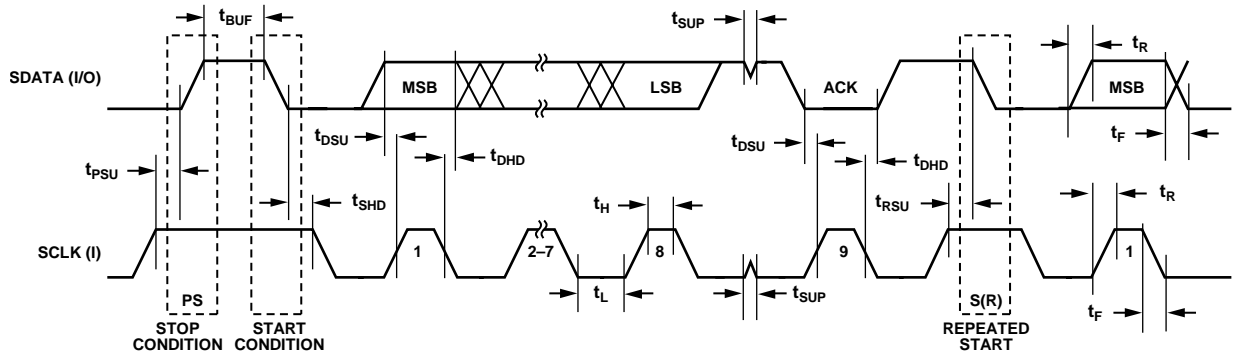 tBUF
tSUP
tR
SDATA (I/O)
MSB
LSB
ACK
MSB
tDSU
tDHD
tDSU
tDHD
tF
tPSU
tSHD
tH
tRSU
tR
SCLK (I)
1
2–7
8
9
1
PS
tL
tSUP
S(R)
tF
STOP
CONDITION
START
CONDITION
REPEATED
START